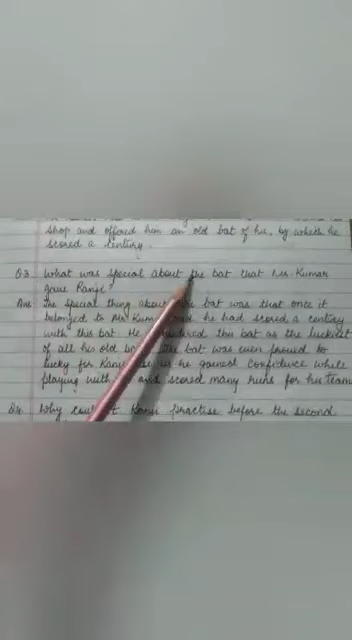 shop and offered him an old bat of his, by which he
scored a century.
Q3. What was special about the bat that Mr. Kumar
gave Ranji?
Ans: The special thing about the bat was that once it
belonged to Mr Kumar and he had scored a century
with this bat. He considered this bat as the luckiest
of all his old bats. The bat was even proved to
lucky for Ranji as he gained confidence while
playing with it and scored many runs for his team
Q4. Why couldn't Ranji practise before the second